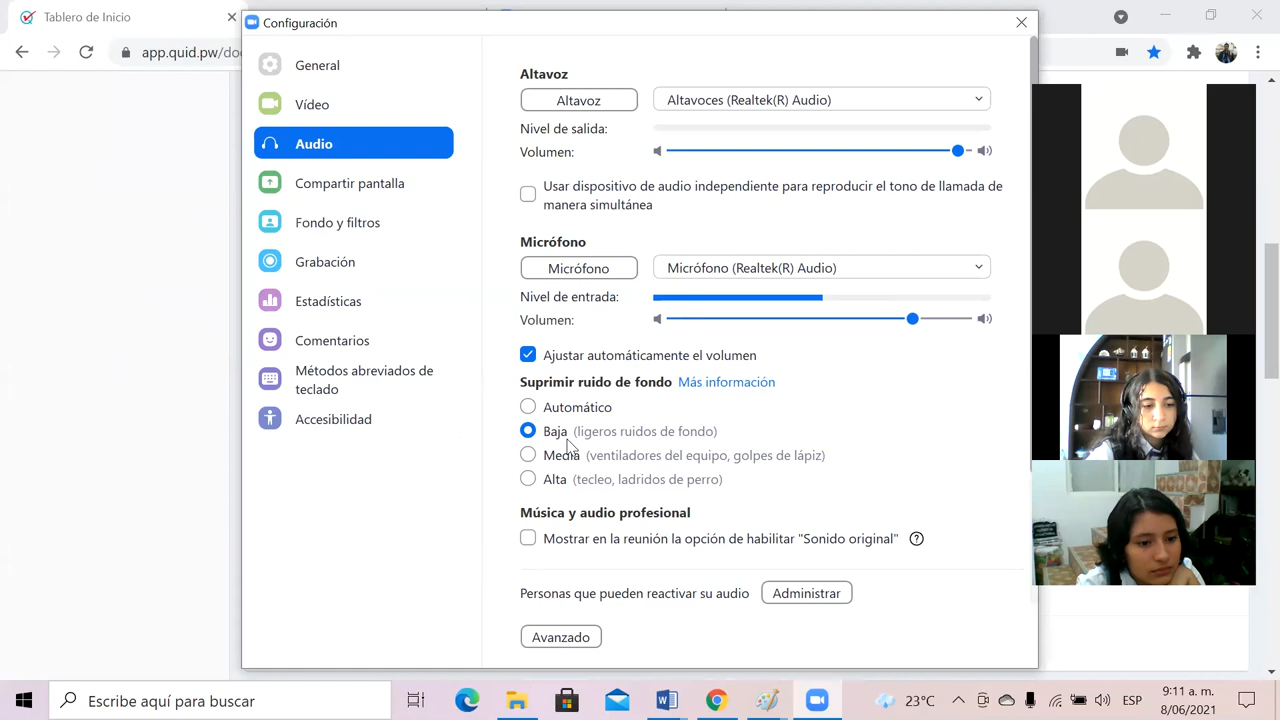 Tablero de Inicio
Configuración
app.quid.pw/do
General
Vídeo
Audio
Compartir pantalla
Fondo y filtros
Grabación
Estadísticas
Comentarios
Métodos abreviados de
teclado
Accesibilidad
Altavoz
Altavoz
Altavoces (Realtek(R) Audio)
Nivel de salida:
Volumen:
Usar dispositivo de audio independiente para reproducir el tono de llamada de
manera simultánea
Micrófono
Micrófono
Micrófono (Realtek(R) Audio)
Nivel de entrada:
Volumen:
Ajustar automáticamente el volumen
Suprimir ruido de fondo Más información
Automático
Baja (ligeros ruidos de fondo)
Media (ventiladores del equipo, golpes de lápiz)
Alta (tecleo, ladridos de perro)
Música y audio profesional
Mostrar en la reunión la opción de habilitar "Sonido original"
Personas que pueden reactivar su audio Administrar
Avanzado
Escribe aquí para buscar
23°C
ESP
9:11 a. m.
8/06/2021